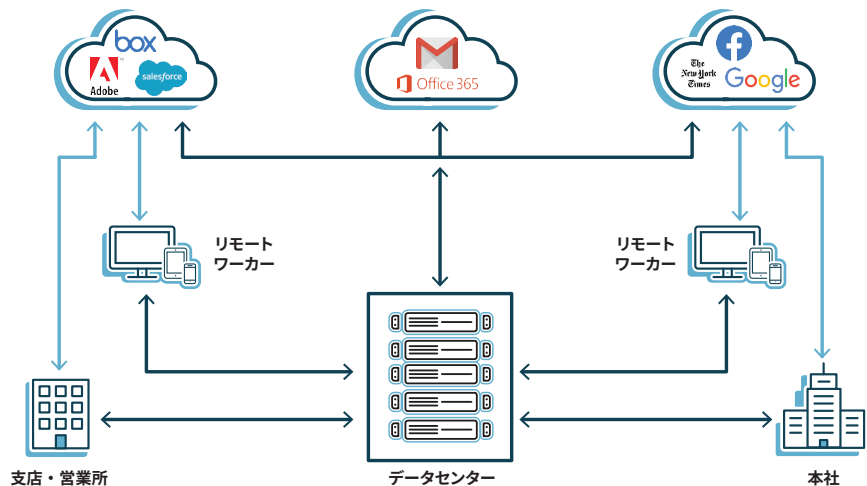 box
Adobe
salesforce
Office 365
The
New York
Times
Google
リモート
ワーカー
リモート
ワーカー
支店・営業所
データセンター
本社